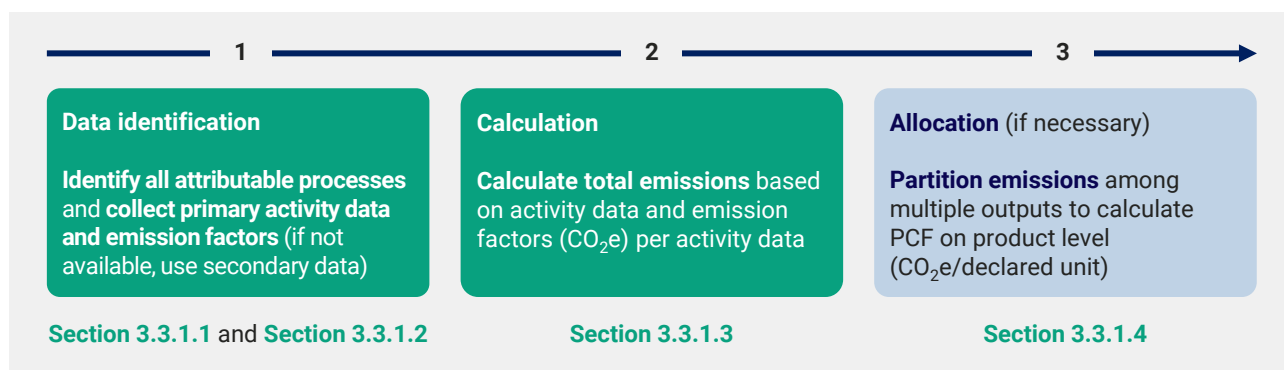 1
2
3
Data identification
Identify all attributable processes
and collect primary activity data
and emission factors (if not
available, use secondary data)
Calculation
Calculate total emissions based
on activity data and emission
factors (CO₂e) per activity data
Allocation (if necessary)
Partition emissions among
multiple outputs to calculate
PCF on product level
(CO₂e/declared unit)
Section 3.3.1.1 and Section 3.3.1.2
Section 3.3.1.3
Section 3.3.1.4